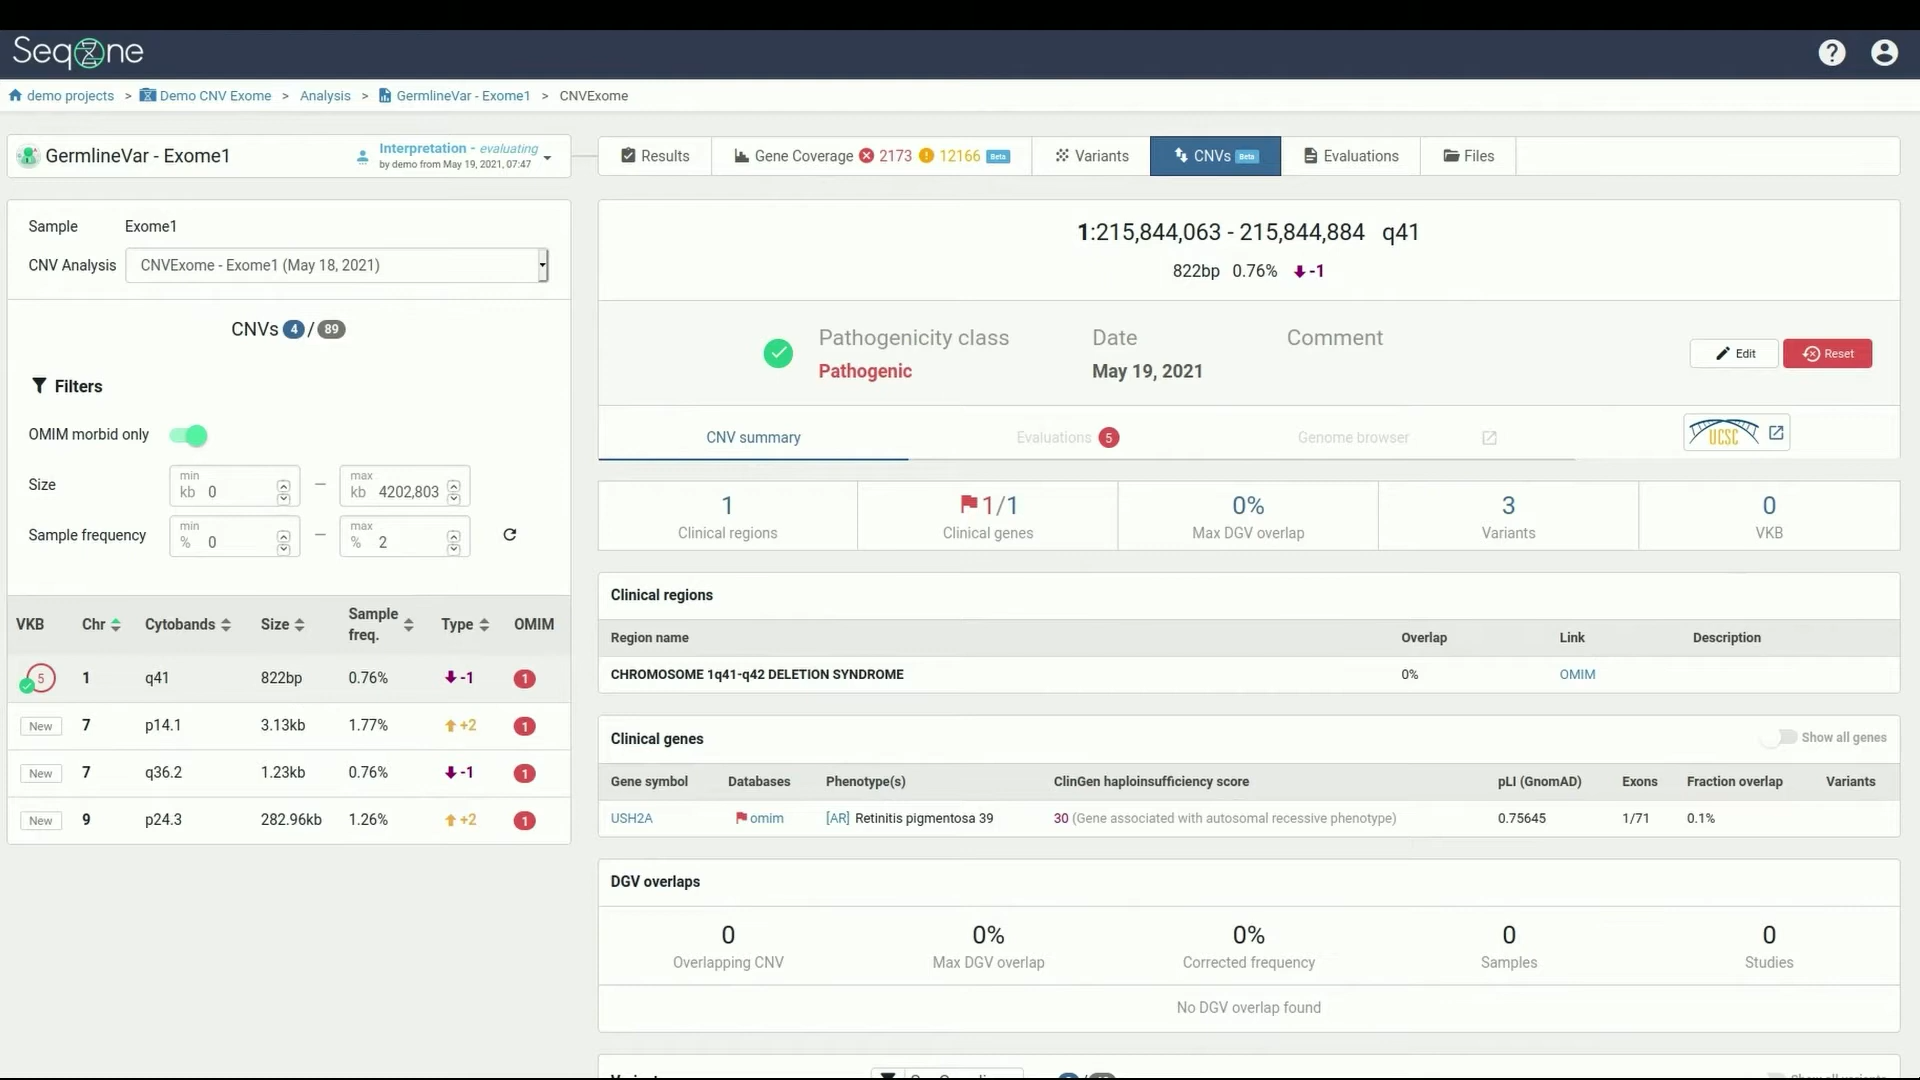 SeqOne
demo projects > Demo CNV Exome > Analysis > GermlineVar - Exome1 > CNVExome
GermlineVar - Exome1
Interpretation - evaluating
by demo from May 19, 2021, 07:47
Results
Gene Coverage 2173 12166 Beta
Variants
CNVs Beta
Evaluations
Files
Sample Exome1
CNV Analysis CNVExome - Exome1 (May 18, 2021)
CNVs 4 / 89
Filters
OMIM morbid only
Size min kb 0 – max kb 4202,803
Sample frequency min % 0 – max % 2
VKB Chr Cytobands Size Sample freq. Type OMIM
5 1 q41 822bp 0.76% -1 1
New 7 p14.1 3.13kb 1.77% +2 1
New 7 q36.2 1.23kb 0.76% -1 1
New 9 p24.3 282.96kb 1.26% +2 1
1:215,844,063 - 215,844,884 q41
822bp 0.76% -1
Pathogenicity class Date Comment
Pathogenic May 19, 2021
Edit Reset
CNV summary Evaluations 5 Genome browser UCSC
1 1/1 0% 3 0
Clinical regions Clinical genes Max DGV overlap Variants VKB
Clinical regions
Region name Overlap Link Description
CHROMOSOME 1q41-q42 DELETION SYNDROME 0% OMIM
Clinical genes Show all genes
Gene symbol Databases Phenotype(s) ClinGen haploinsufficiency score pLI (GnomAD) Exons Fraction overlap Variants
USH2A omim [AR] Retinitis pigmentosa 39 30 (Gene associated with autosomal recessive phenotype) 0.75645 1/71 0.1%
DGV overlaps
0 0% 0% 0 0
Overlapping CNV Max DGV overlap Corrected frequency Samples Studies
No DGV overlap found